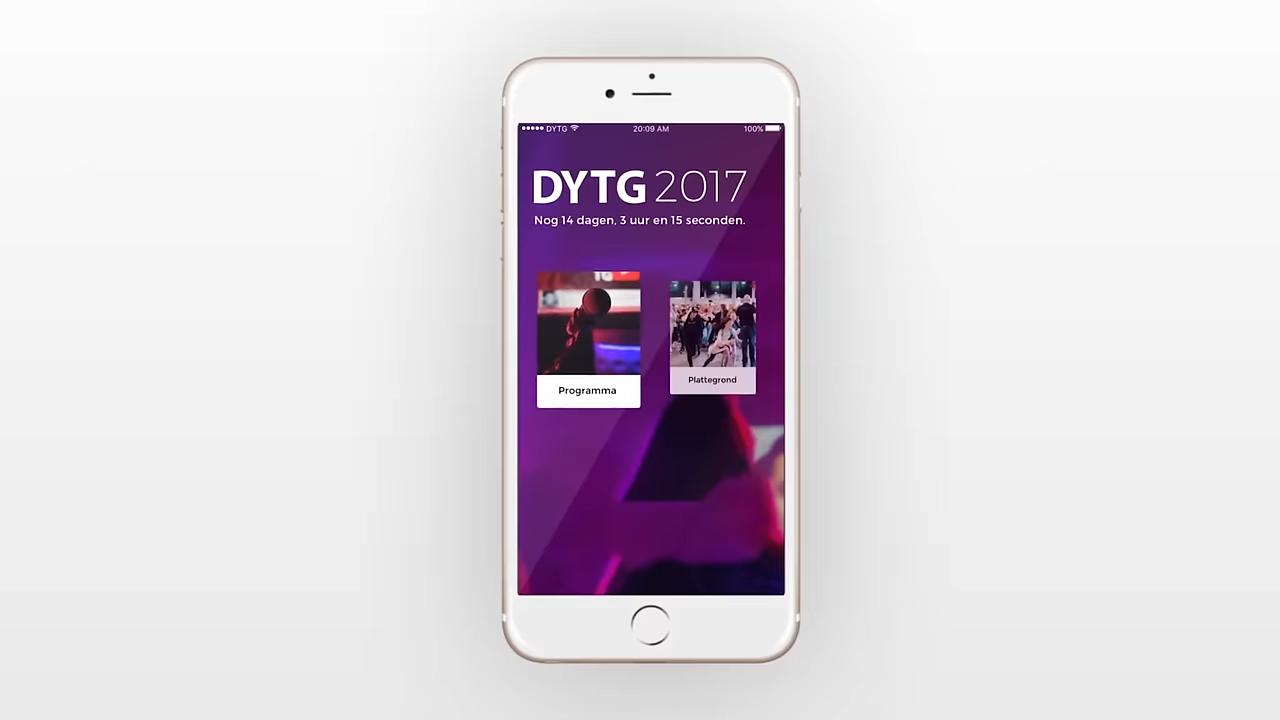 DYTG 20:09 AM 100%
DYTG 2017
Nog 14 dagen, 3 uur en 15 seconden.
Programma
Plattegrond